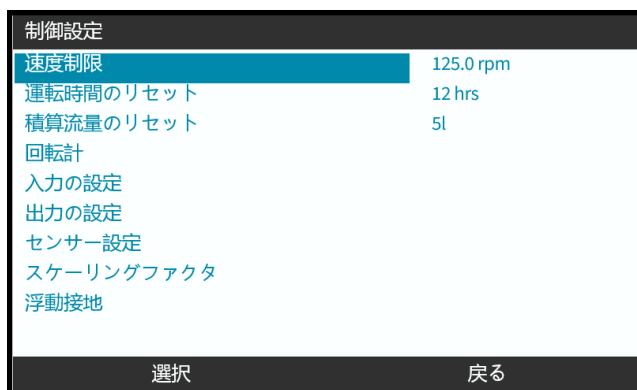 制御設定
速度制限 125.0 rpm
運転時間のリセット 12 hrs
積算流量のリセット 5l
回転計
入力の設定
出力の設定
センサー設定
スケーリングファクタ
浮動接地
選択 戻る